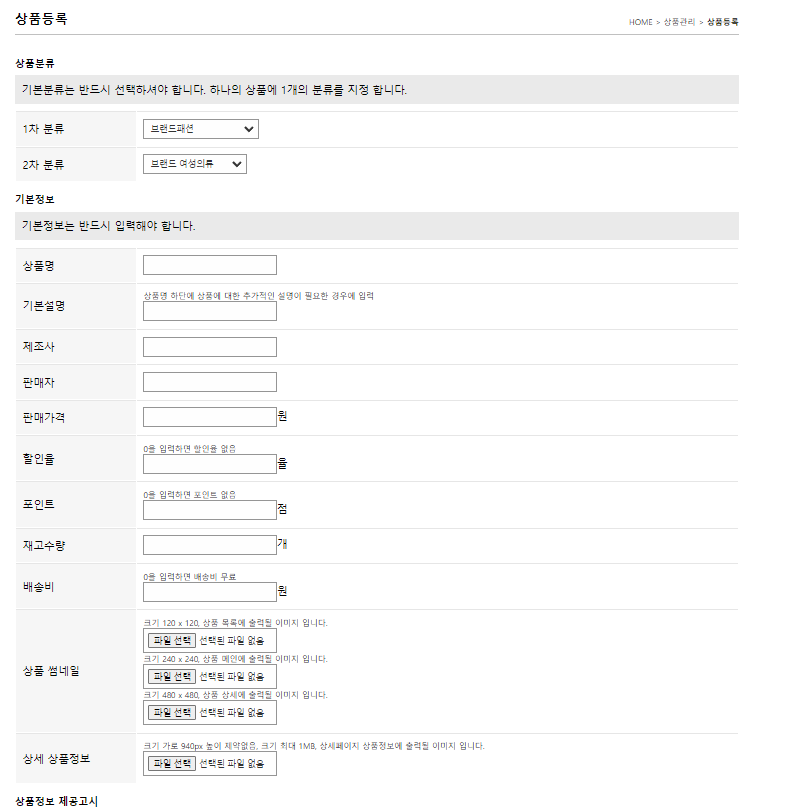 상품등록
HOME > 상품관리 > 상품등록
상품분류
기본분류는 반드시 선택하셔야 합니다. 하나의 상품에 1개의 분류를 지정 합니다.
1차 분류 브랜드패션
2차 분류 브랜드 여성의류
기본정보
기본정보는 반드시 입력해야 합니다.
상품명
상품명 하단에 상품에 대한 추가적인 설명이 필요한 경우에 입력
기본설명
제조사
판매자
판매가격 원
0을 입력하면 할인율 없음
할인율 율
0을 입력하면 포인트 없음
포인트 점
재고수량 개
0을 입력하면 배송비 무료
배송비 원
크기 120 x 120, 상품 목록에 출력될 이미지 입니다.
파일 선택 선택된 파일 없음
크기 240 x 240, 상품 메인에 출력될 이미지 입니다.
상품 썸네일 파일 선택 선택된 파일 없음
크기 480 x 480, 상품 상세에 출력될 이미지 입니다.
파일 선택 선택된 파일 없음
크기 가로 940px 높이 제약없음, 크기 최대 1MB, 상세페이지 상품정보에 출력될 이미지 입니다.
상세 상품정보 파일 선택 선택된 파일 없음
상품정보 제공고시